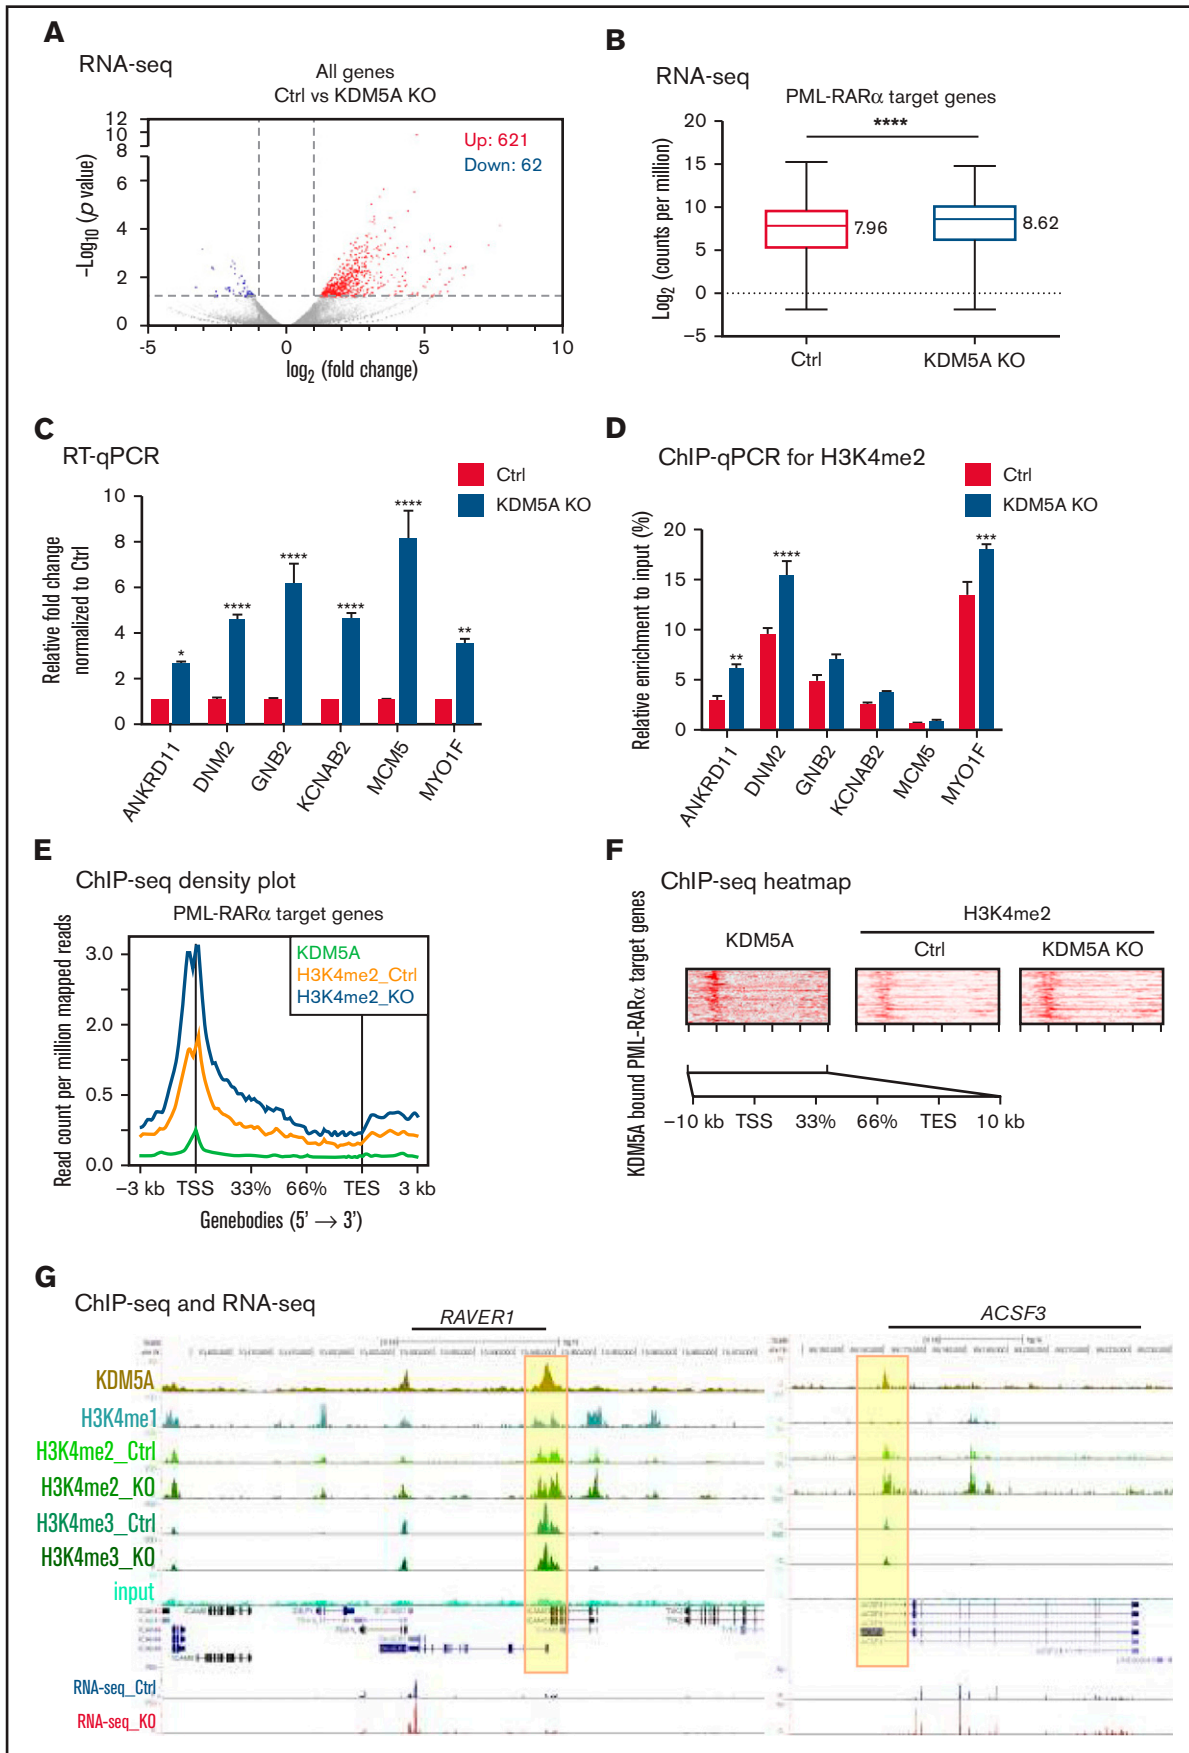 A
RNA-seq
All genes
Ctrl vs KDM5A KO
Up: 621
Down: 62
12
10
8
6
4
2
0
−Log10 (p value)
-5
0
5
10
log2 (fold change)
B
RNA-seq
PML-RARα target genes
****
20
15
10
5
0
−5
Log2 (counts per million)
7.96
8.62
Ctrl
KDM5A KO
C
RT-qPCR
Ctrl
KDM5A KO
10
8
6
4
2
0
Relative fold change
normalized to Ctrl
*
****
****
****
****
**
ANKRD11
DNM2
GNB2
KCNAB2
MCM5
MYO1F
D
ChIP-qPCR for H3K4me2
Ctrl
KDM5A KO
20
15
10
5
0
Relative enrichment to input (%)
**
****
***
ANKRD11
DNM2
GNB2
KCNAB2
MCM5
MYO1F
E
ChIP-seq density plot
PML-RARα target genes
KDM5A
H3K4me2_Ctrl
H3K4me2_KO
3.0
2.0
0.5
0.0
Read count per million mapped reads
−3 kb TSS 33% 66% TES 3 kb
Genebodies (5' → 3')
F
ChIP-seq heatmap
H3K4me2
KDM5A
Ctrl
KDM5A KO
KDM5A bound PML-RARα target genes
−10 kb TSS 33% 66% TES 10 kb
G
ChIP-seq and RNA-seq
RAVER1
ACSF3
KDM5A
H3K4me1
H3K4me2_Ctrl
H3K4me2_KO
H3K4me3_Ctrl
H3K4me3_KO
input
RNA-seq_Ctrl
RNA-seq_KO